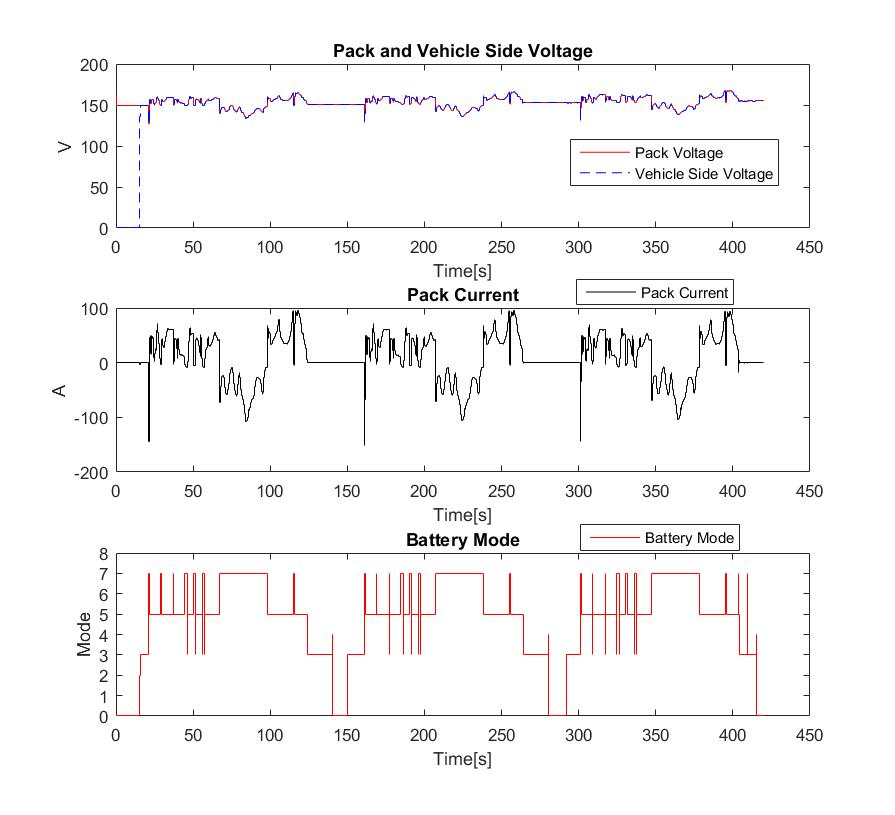 Pack and Vehicle Side Voltage
200
150
100
50
0
V
Pack Voltage
Vehicle Side Voltage
0 50 100 150 200 250 300 350 400 450
Time[s]
Pack Current
Pack Current
100
0
-100
-200
A
0 50 100 150 200 250 300 350 400 450
Time[s]
Battery Mode
Battery Mode
8
7
6
5
4
3
2
1
0
Mode
0 50 100 150 200 250 300 350 400 450
Time[s]